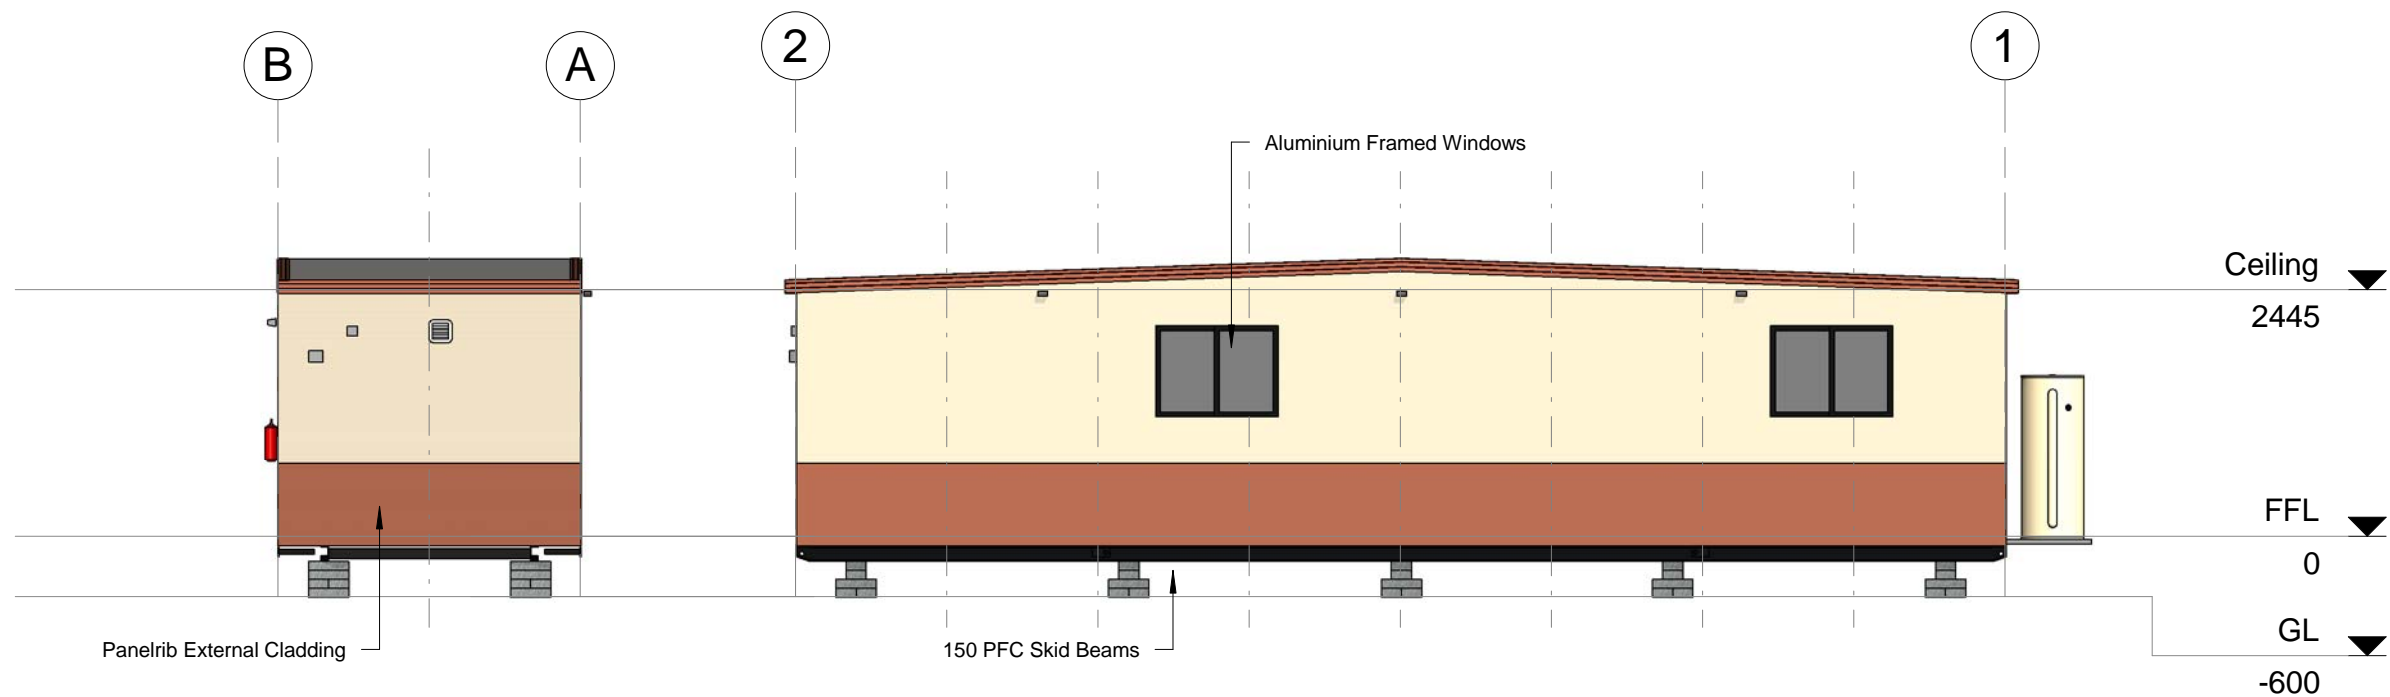 B
A
2
1
Aluminium Framed Windows
Ceiling
2445
FFL
0
GL
-600
Panelrib External Cladding
150 PFC Skid Beams